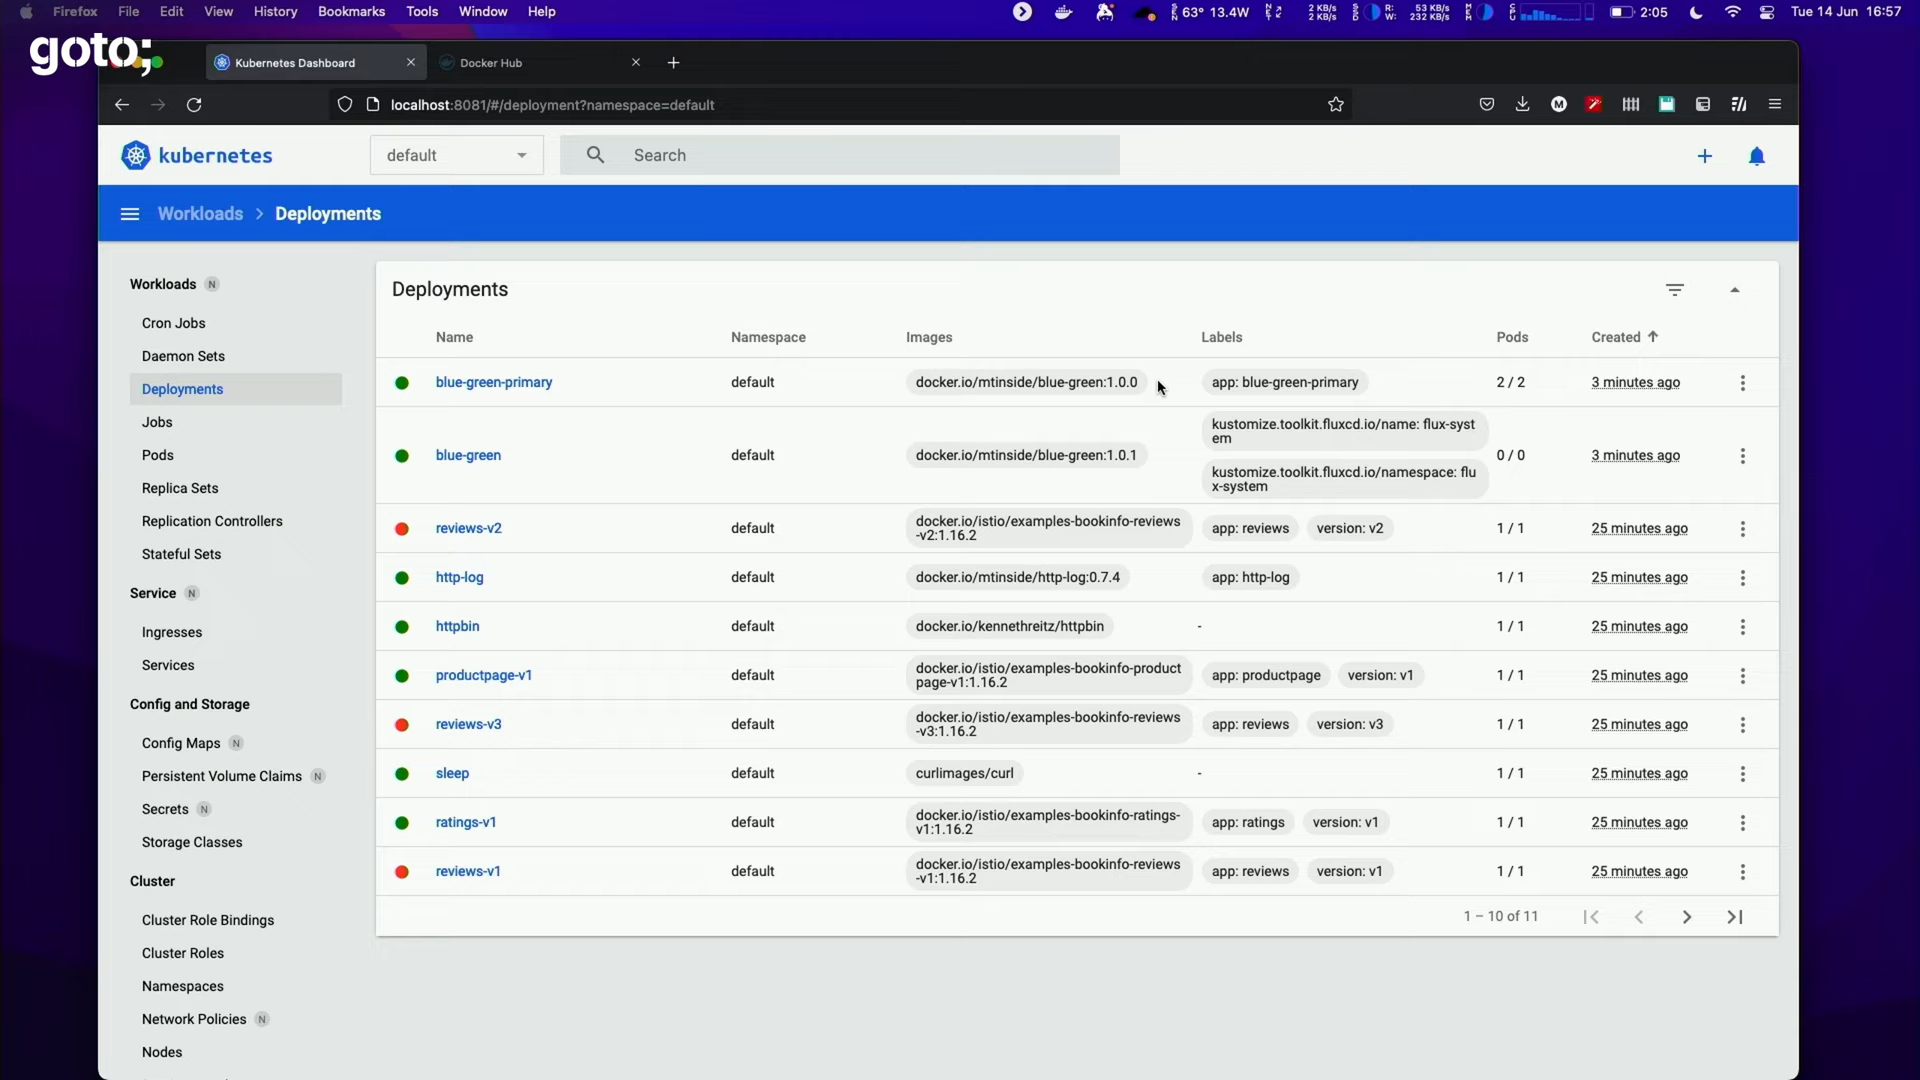 Firefox File Edit View History Bookmarks Tools Window Help
63° 13.4W
2 KB/s
2 KB/s
R:
W:
53 KB/s
232 KB/s
2:05
Tue 14 Jun 16:57
goto;
Kubernetes Dashboard
Docker Hub
localhost:8081/#/deployment?namespace=default
kubernetes
default
Search
Workloads > Deployments
Workloads N
Cron Jobs
Daemon Sets
Deployments
Jobs
Pods
Replica Sets
Replication Controllers
Stateful Sets
Service N
Ingresses
Services
Config and Storage
Config Maps N
Persistent Volume Claims N
Secrets N
Storage Classes
Cluster
Cluster Role Bindings
Cluster Roles
Namespaces
Network Policies N
Nodes
Deployments
Name Namespace Images Labels Pods Created
blue-green-primary default docker.io/mtinside/blue-green:1.0.0 app: blue-green-primary 2 / 2 3 minutes ago
blue-green default docker.io/mtinside/blue-green:1.0.1
kustomize.toolkit.fluxcd.io/name: flux-syst
em
kustomize.toolkit.fluxcd.io/namespace: flu
x-system
0 / 0 3 minutes ago
reviews-v2 default
docker.io/istio/examples-bookinfo-reviews
-v2:1.16.2
app: reviews version: v2 1 / 1 25 minutes ago
http-log default docker.io/mtinside/http-log:0.7.4 app: http-log 1 / 1 25 minutes ago
httpbin default docker.io/kennethreitz/httpbin - 1 / 1 25 minutes ago
productpage-v1 default
docker.io/istio/examples-bookinfo-product
page-v1:1.16.2
app: productpage version: v1 1 / 1 25 minutes ago
reviews-v3 default
docker.io/istio/examples-bookinfo-reviews
-v3:1.16.2
app: reviews version: v3 1 / 1 25 minutes ago
sleep default curlimages/curl - 1 / 1 25 minutes ago
ratings-v1 default
docker.io/istio/examples-bookinfo-ratings-
v1:1.16.2
app: ratings version: v1 1 / 1 25 minutes ago
reviews-v1 default
docker.io/istio/examples-bookinfo-reviews
-v1:1.16.2
app: reviews version: v1 1 / 1 25 minutes ago
1 – 10 of 11